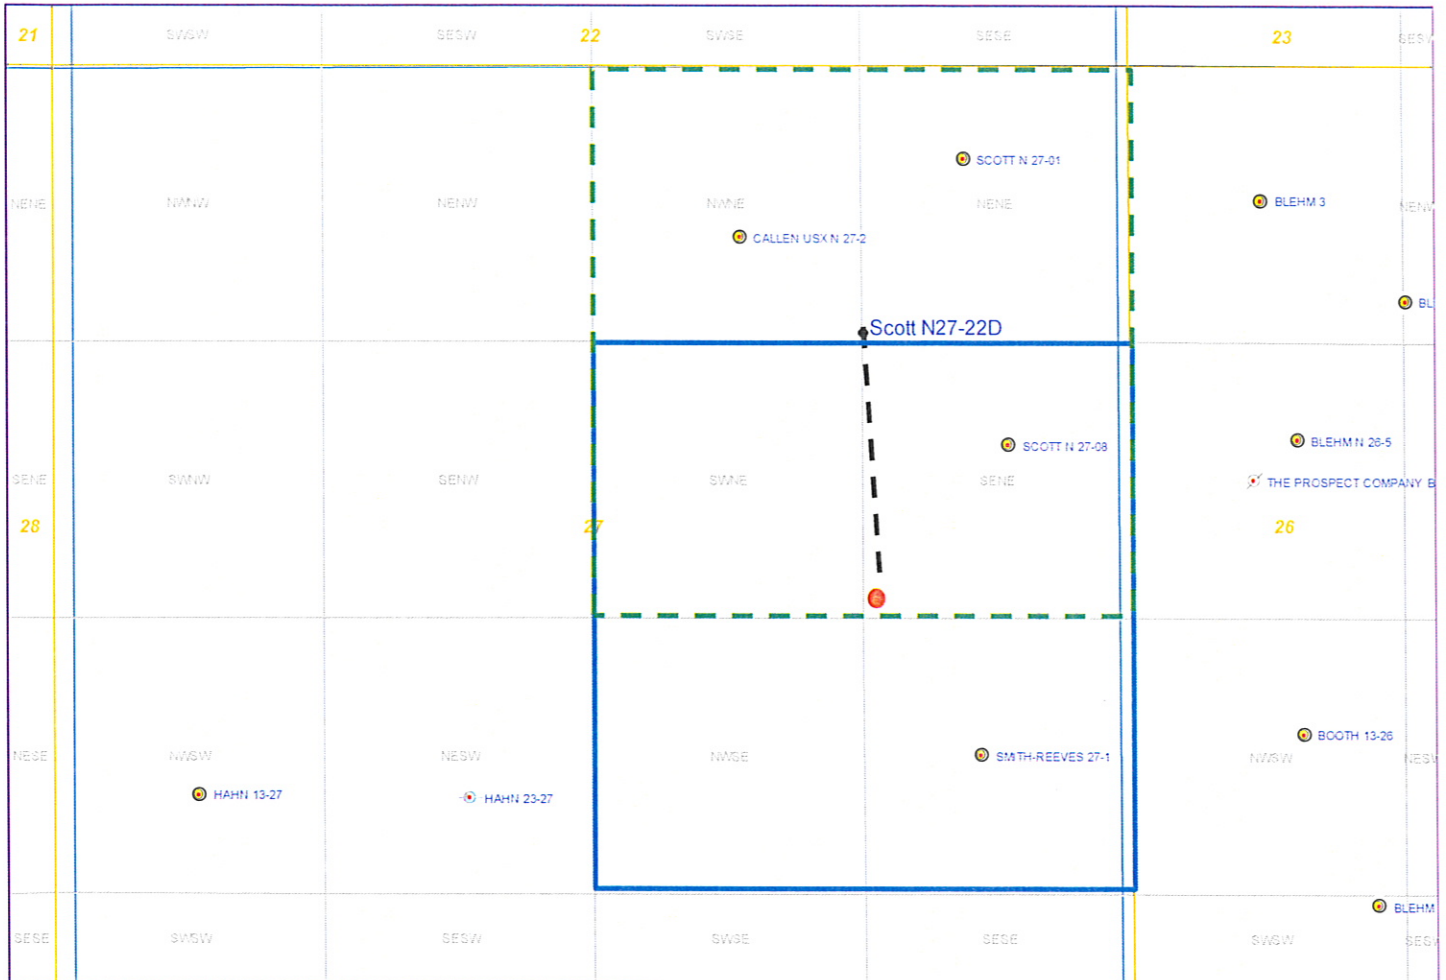 21 SWSW SESW 22 SWSE SESE 23
SCOTT N 27-01
NENE NWNW NENW NWNE NENE BLEHM 3
CALLEN USX N 27-2
BL
Scott N27-22D
SCOTT N 27-08 BLEHM N 26-5
SENE SWNW SENW SWNE SENE THE PROSPECT COMPANY B
28 27 26
BOOTH 13-26
NESE NWSW NESW NWSE SMITH-REEVES 27-1 NWSW
HAHN 13-27 HAHN 23-27
BLEHM
SESE SWSW SESW SWSE SESE SWSW